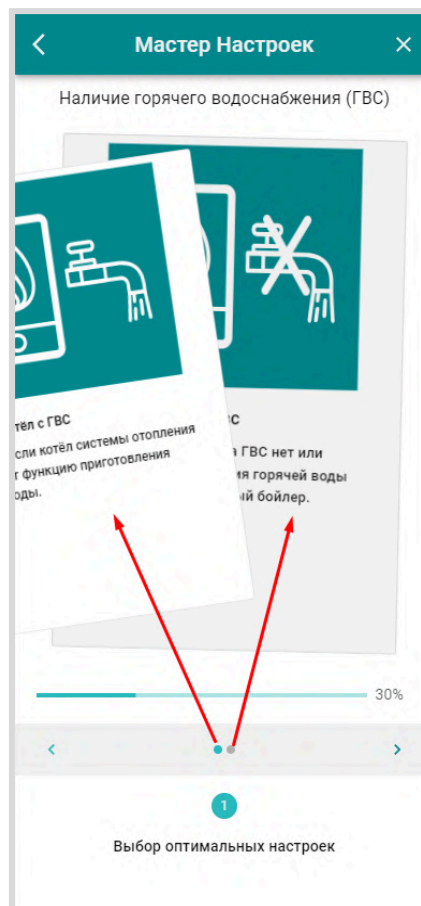 Мастер Настроек
Наличие горячего водоснабжения (ГВС)
тёл с ГВС
сли котёл системы отопления
т функцию приготовления
оды.
С
а ГВС нет или
ия горячей воды
ый бойлер.
30%
1
Выбор оптимальных настроек